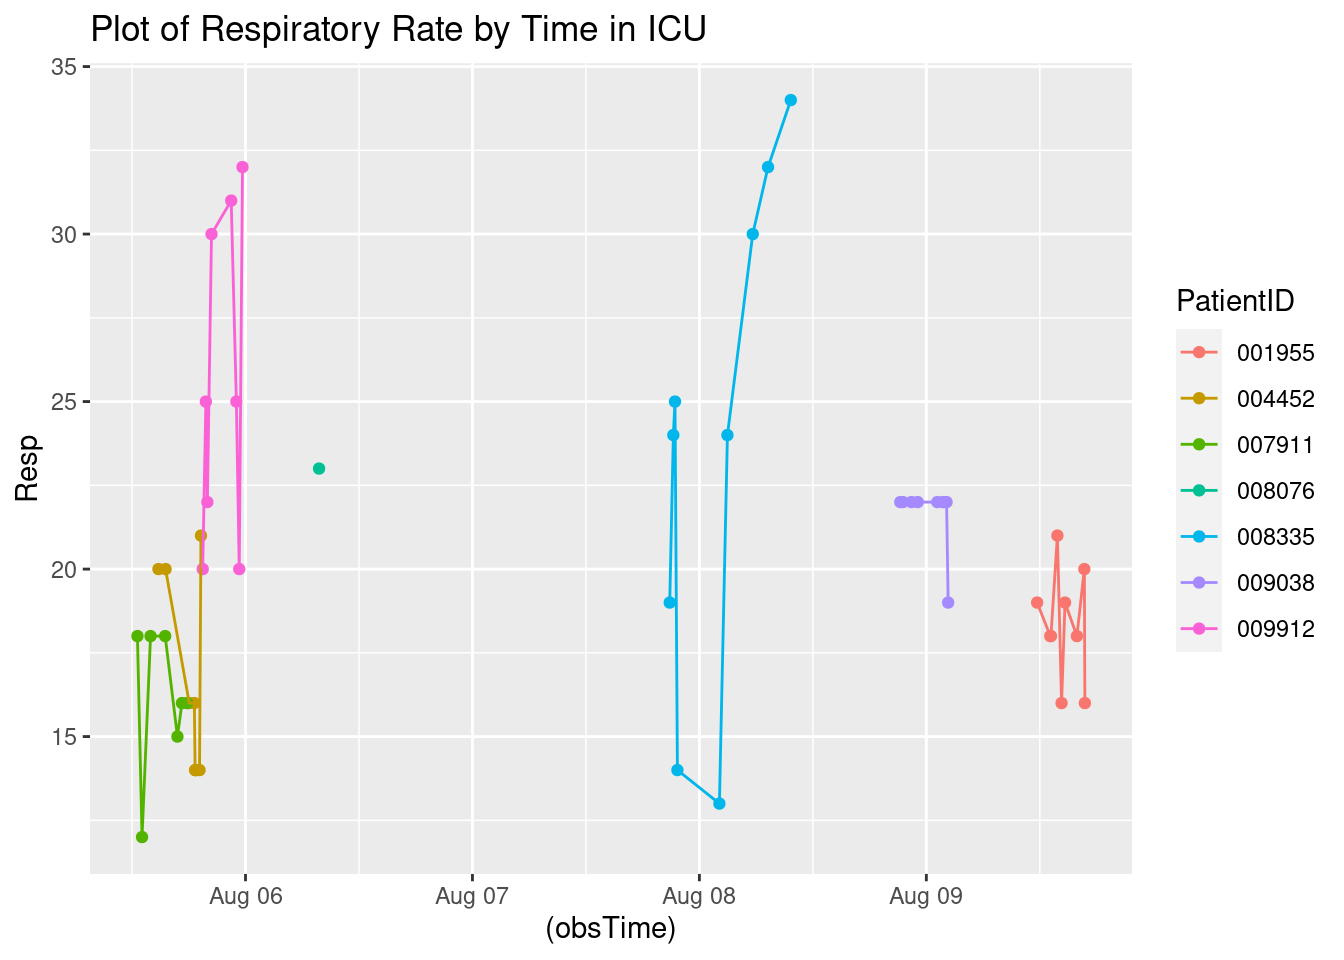 Plot of Respiratory Rate by Time in ICU
35
30
25
20
15
Resp
Aug 06
Aug 07
Aug 08
Aug 09
(obsTime)
PatientID
001955
004452
007911
008076
008335
009038
009912